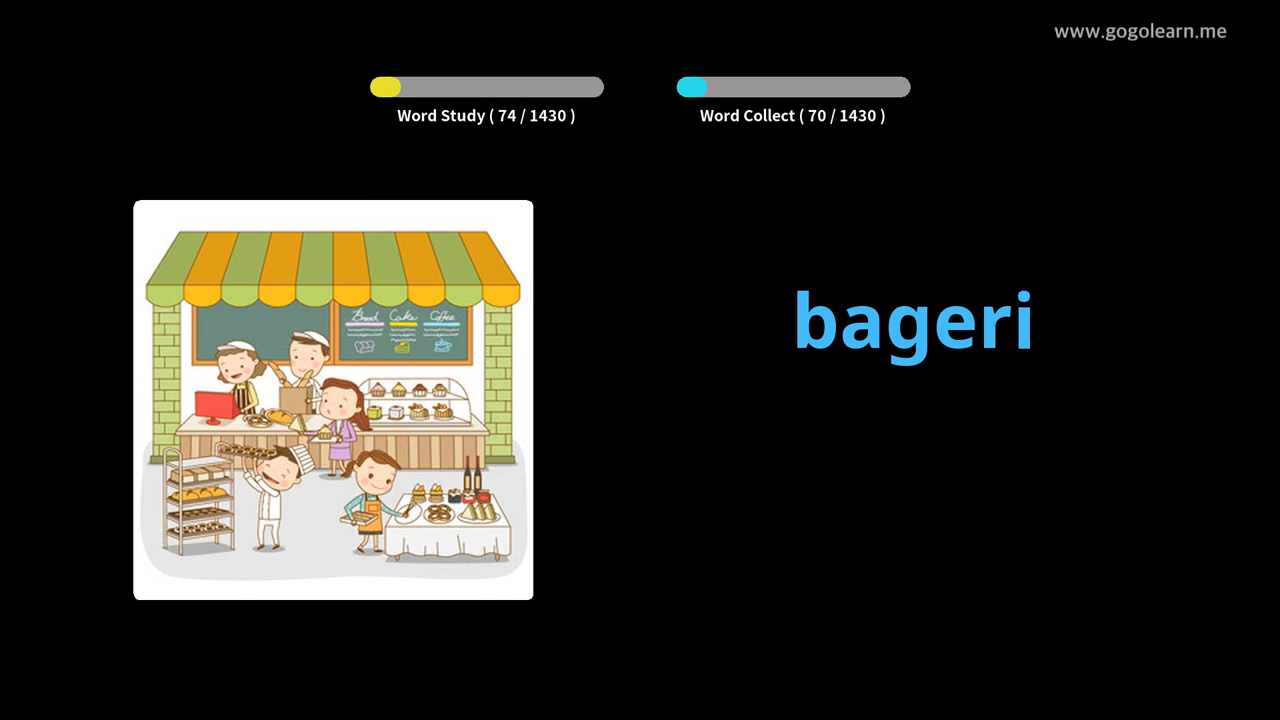 www.gogolearn.me
Word Study ( 74 / 1430 )
Word Collect ( 70 / 1430 )
Bread Cake Coffee
bageri